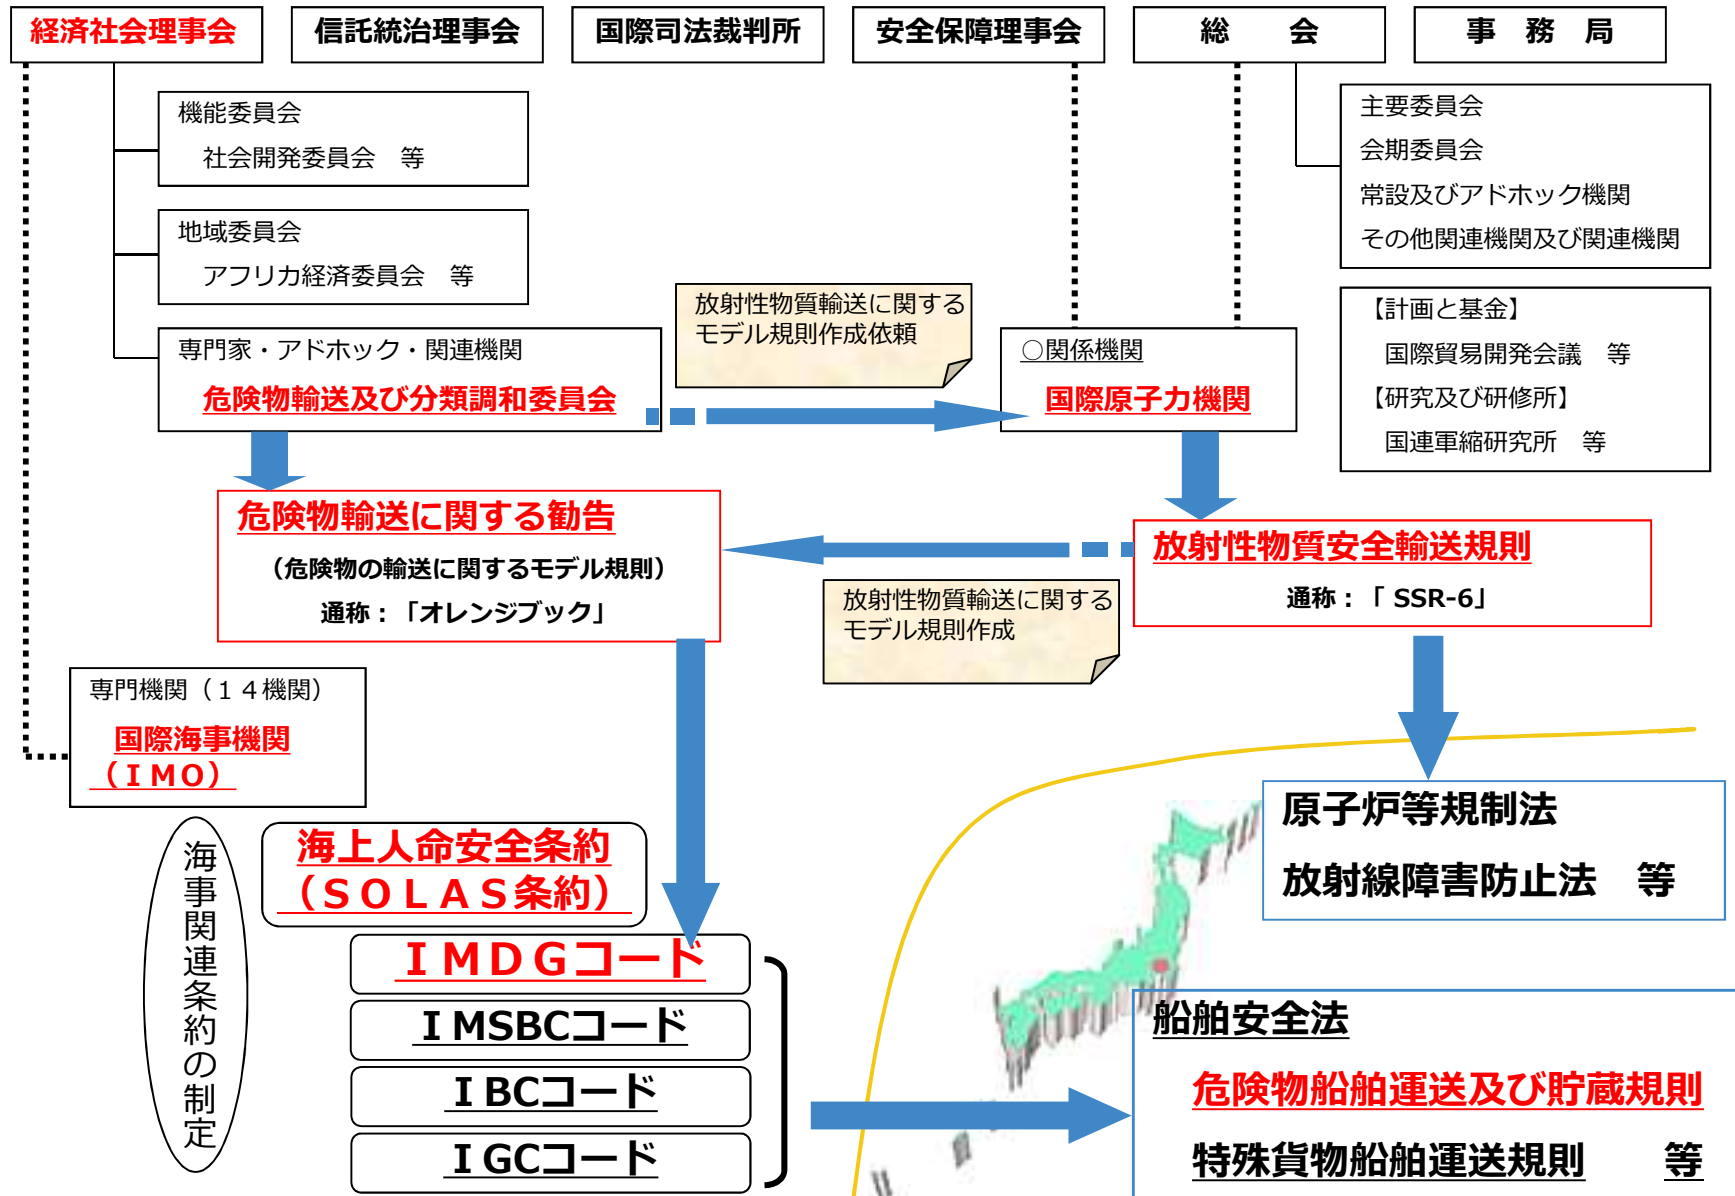 経済社会理事会
信託統治理事会
国際司法裁判所
安全保障理事会
総　会
事 務 局
機能委員会
社会開発委員会　等
地域委員会
アフリカ経済委員会　等
専門家・アドホック・関連機関
危険物輸送及び分類調和委員会
放射性物質輸送に関する
モデル規則作成依頼
○関係機関
国際原子力機関
主要委員会
会期委員会
常設及びアドホック機関
その他関連機関及び関連機関
【計画と基金】
国際貿易開発会議　等
【研究及び研修所】
国連軍縮研究所　等
危険物輸送に関する勧告
（危険物の輸送に関するモデル規則）
通称：「オレンジブック」
放射性物質輸送に関する
モデル規則作成
放射性物質安全輸送規則
通称：「 SSR-6」
専門機関（１４機関）
国際海事機関
（ＩＭＯ）
海事関連条約の制定
海上人命安全条約
（ＳＯＬＡＳ条約）
ＩＭＤＧコード
ＩMSBCコード
ＩBCコード
ＩGCコード
原子炉等規制法
放射線障害防止法　等
船舶安全法
危険物船舶運送及び貯蔵規則
特殊貨物船舶運送規則　　等